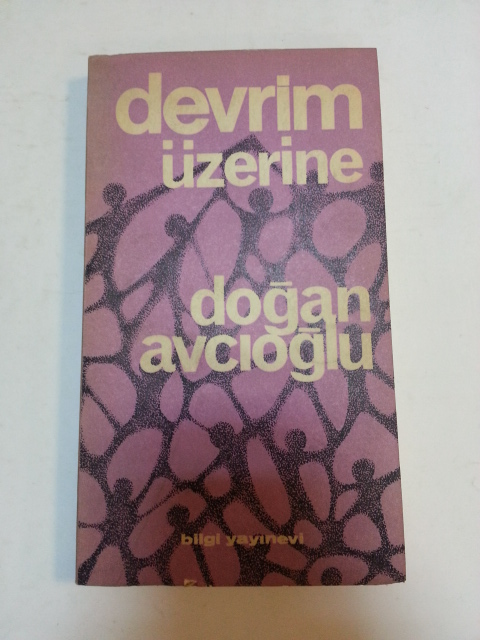 devrim
üzerine
doğan
avcıoğlu
bilgi yayınevi